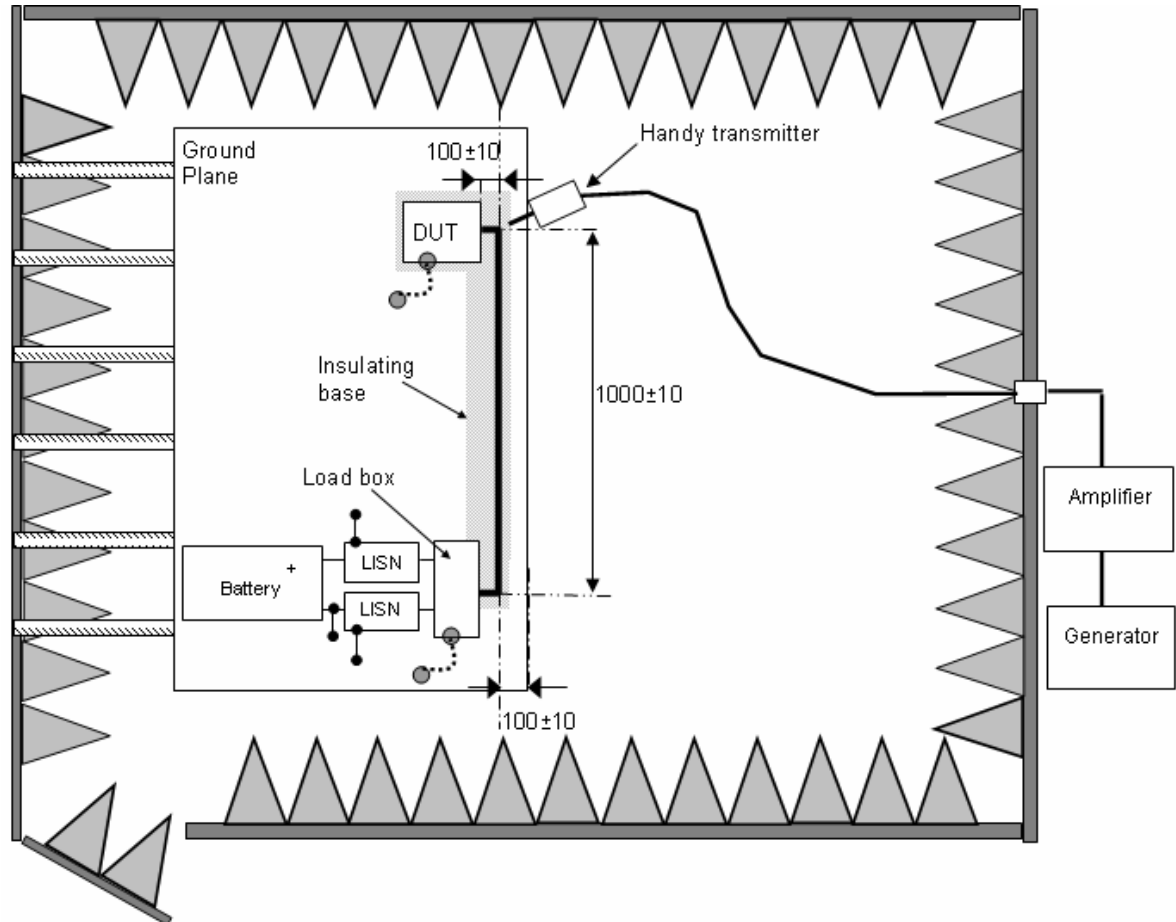 Handy transmitter
Ground
Plane
100±10
DUT
Insulating
base
1000±10
Load box
Amplifier
+
Battery
LISN
LISN
Generator
100±10